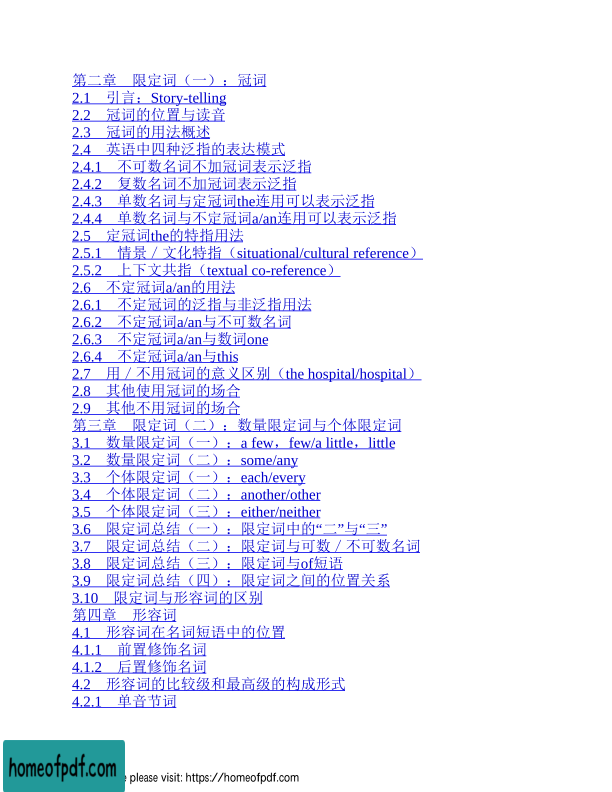 第二章　限定词（一）：冠词
2.1　引言：Story-telling
2.2　冠词的位置与读音
2.3　冠词的用法概述
2.4　英语中四种泛指的表达模式
2.4.1　不可数名词不加冠词表示泛指
2.4.2　复数名词不加冠词表示泛指
2.4.3　单数名词与定冠词the连用可以表示泛指
2.4.4　单数名词与不定冠词a/an连用可以表示泛指
2.5　定冠词the的特指用法
2.5.1　情景／文化特指（situational/cultural reference）
2.5.2　上下文共指（textual co-reference）
2.6　不定冠词a/an的用法
2.6.1　不定冠词的泛指与非泛指用法
2.6.2　不定冠词a/an与不可数名词
2.6.3　不定冠词a/an与数词one
2.6.4　不定冠词a/an与this
2.7　用／不用冠词的意义区别（the hospital/hospital）
2.8　其他使用冠词的场合
2.9　其他不用冠词的场合
第三章　限定词（二）：数量限定词与个体限定词
3.1　数量限定词（一）：a few，few/a little，little
3.2　数量限定词（二）：some/any
3.3　个体限定词（一）：each/every
3.4　个体限定词（二）：another/other
3.5　个体限定词（三）：either/neither
3.6　限定词总结（一）：限定词中的“二”与“三”
3.7　限定词总结（二）：限定词与可数／不可数名词
3.8　限定词总结（三）：限定词与of短语
3.9　限定词总结（四）：限定词之间的位置关系
3.10　限定词与形容词的区别
第四章　形容词
4.1　形容词在名词短语中的位置
4.1.1　前置修饰名词
4.1.2　后置修饰名词
4.2　形容词的比较级和最高级的构成形式
4.2.1　单音节词
homeofpdf.com
please visit: https://homeofpdf.com